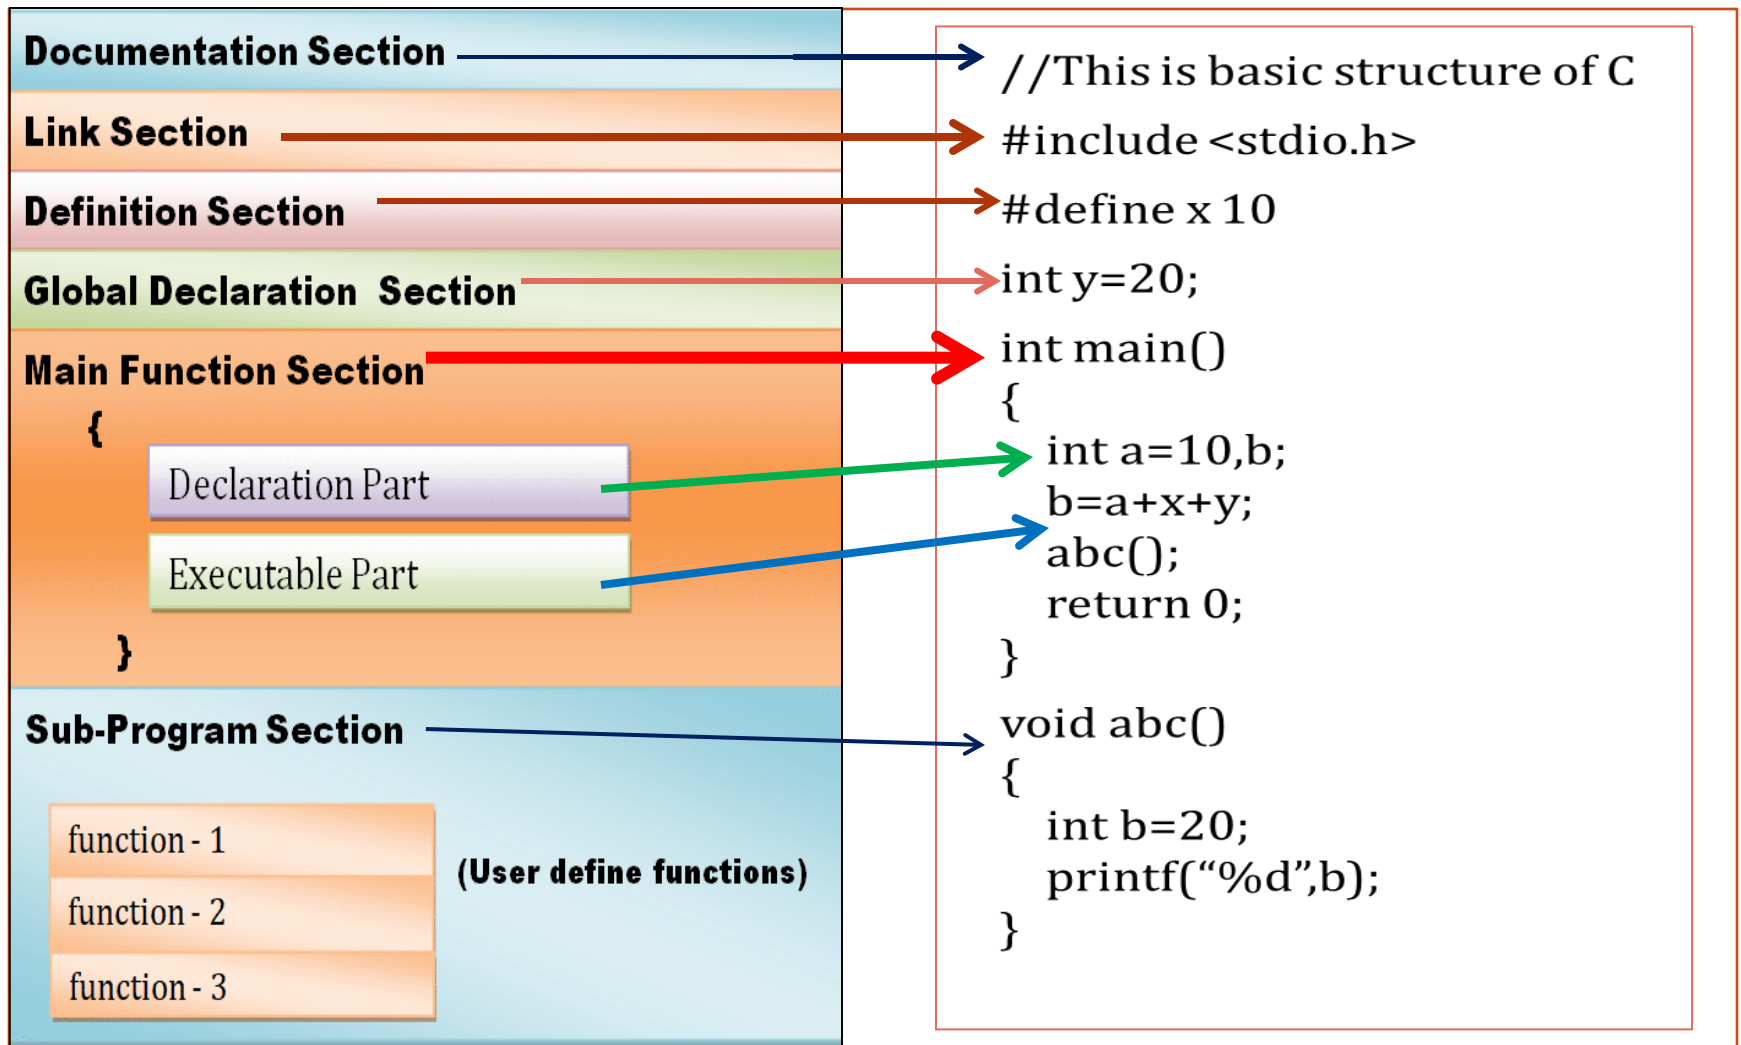 Documentation Section
Link Section
Definition Section
Global Declaration Section
Main Function Section
{
Declaration Part
Executable Part
}
Sub-Program Section
function - 1
function - 2
function - 3
(User define functions)
//This is basic structure of C
#include <stdio.h>
#define x 10
int y=20;
int main()
{
int a=10,b;
b=a+x+y;
abc();
return 0;
}
void abc()
{
int b=20;
printf(“%d”,b);
}